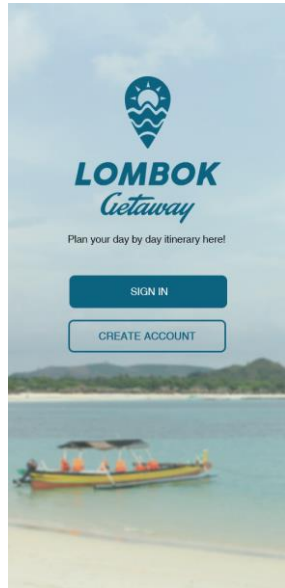 LOMBOK
Getaway
Plan your day by day itinerary here!
SIGN IN
CREATE ACCOUNT